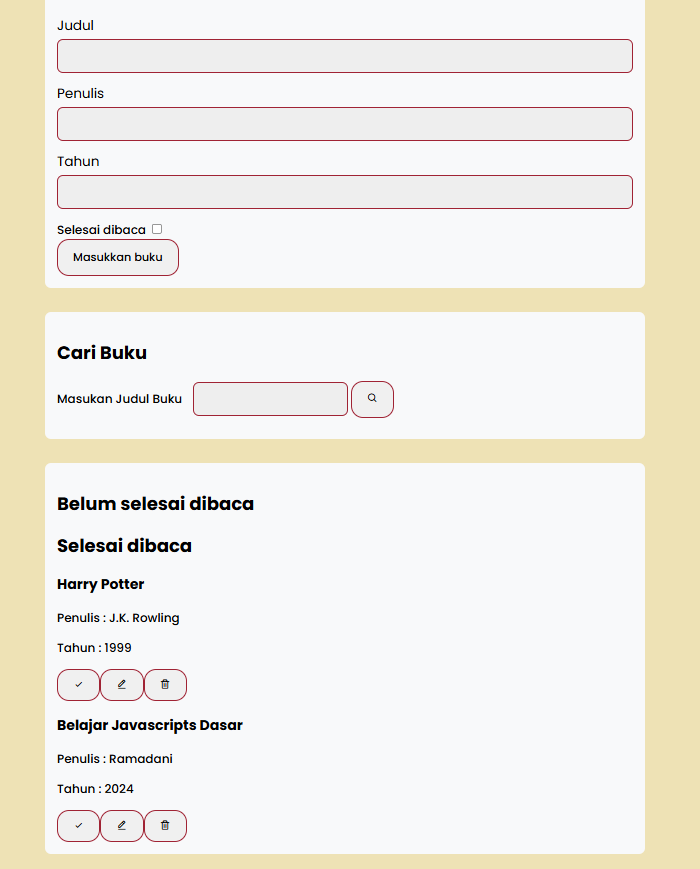 Judul
Penulis
Tahun
Selesai dibaca
Masukkan buku
Cari Buku
Masukan Judul Buku
Belum selesai dibaca
Selesai dibaca
Harry Potter
Penulis : J.K. Rowling
Tahun : 1999
Belajar Javascripts Dasar
Penulis : Ramadani
Tahun : 2024